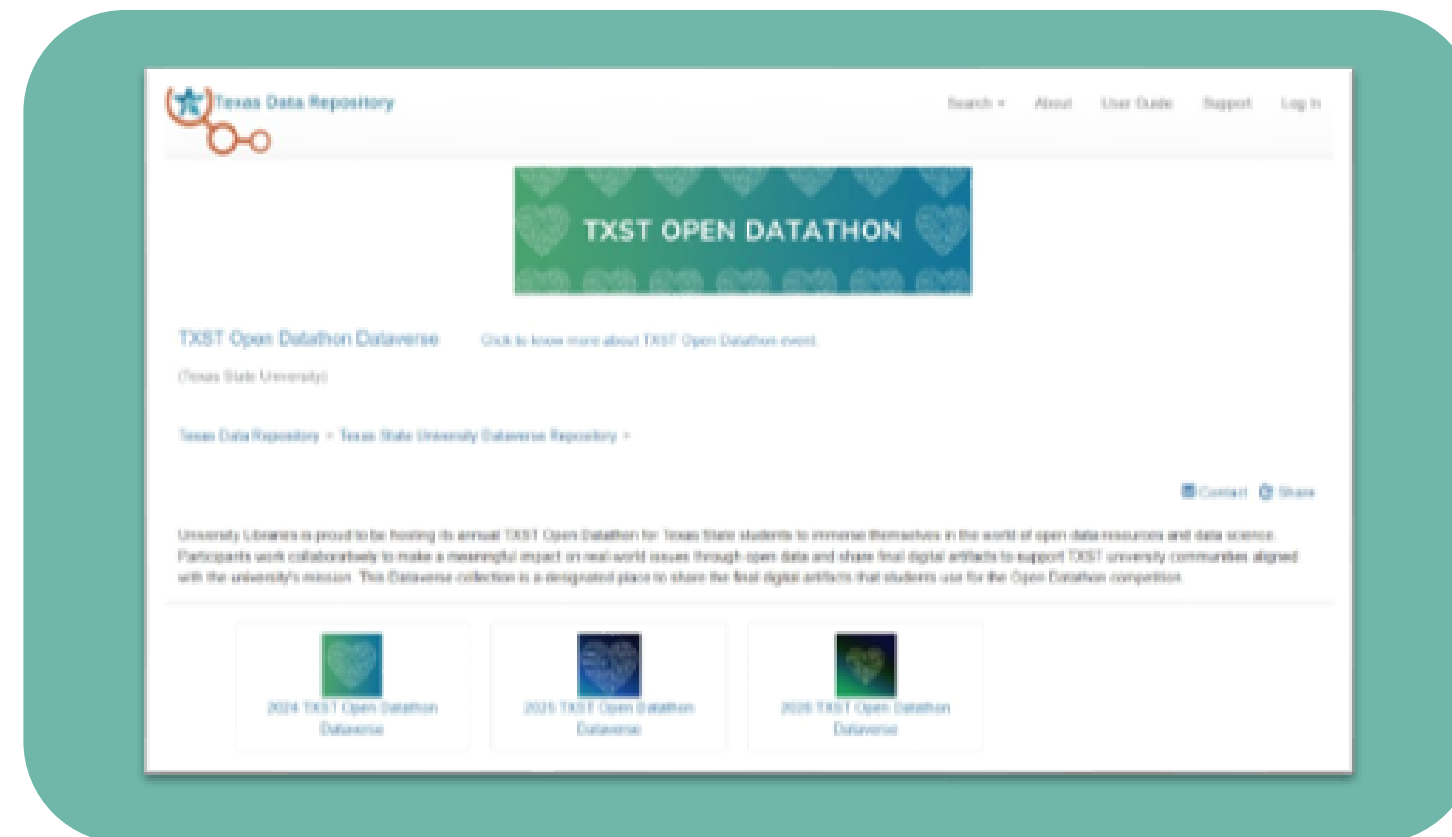 Texas Data Repository
Search About User Guide Support Log In
TXST OPEN DATATHON
TXST Open Datathon Dataverse Click to know more about TXST Open Datathon event.
(Texas State University)
Texas Data Repository > Texas State University Dataverse Repository >
Contact Share
University Libraries is proud to be hosting its annual TXST Open Datathon for Texas State students to immerse themselves in the world of open data resources and data science.
Participants work collaboratively to make a meaningful impact on real-world issues through open data and share final digital artifacts to support TXST university communities aligned
with the university's mission. This Dataverse collection is a designated place to share the final digital artifacts that students use for the Open Datathon competition.
2024 TXST Open Datathon
Dataverse
2025 TXST Open Datathon
Dataverse
2026 TXST Open Datathon
Dataverse